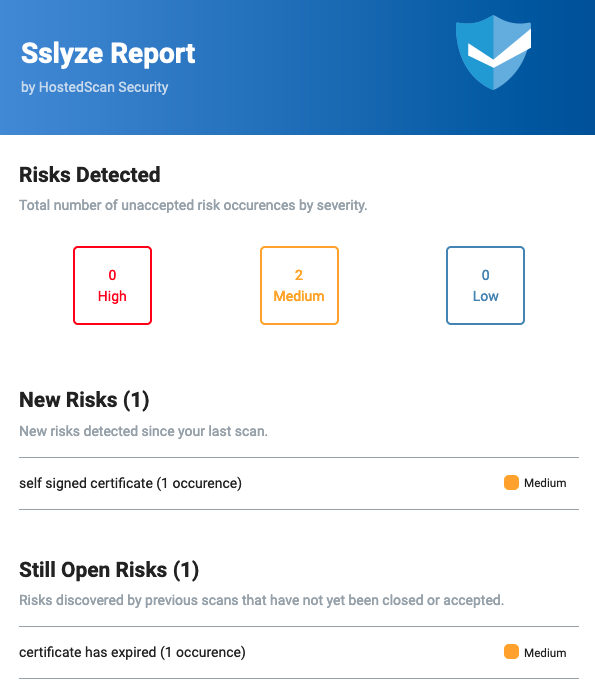 Sslyze Report
by HostedScan Security
Risks Detected
Total number of unaccepted risk occurences by severity.
0
High
2
Medium
0
Low
New Risks (1)
New risks detected since your last scan.
self signed certificate (1 occurence)
Medium
Still Open Risks (1)
Risks discovered by previous scans that have not yet been closed or accepted.
certificate has expired (1 occurence)
Medium